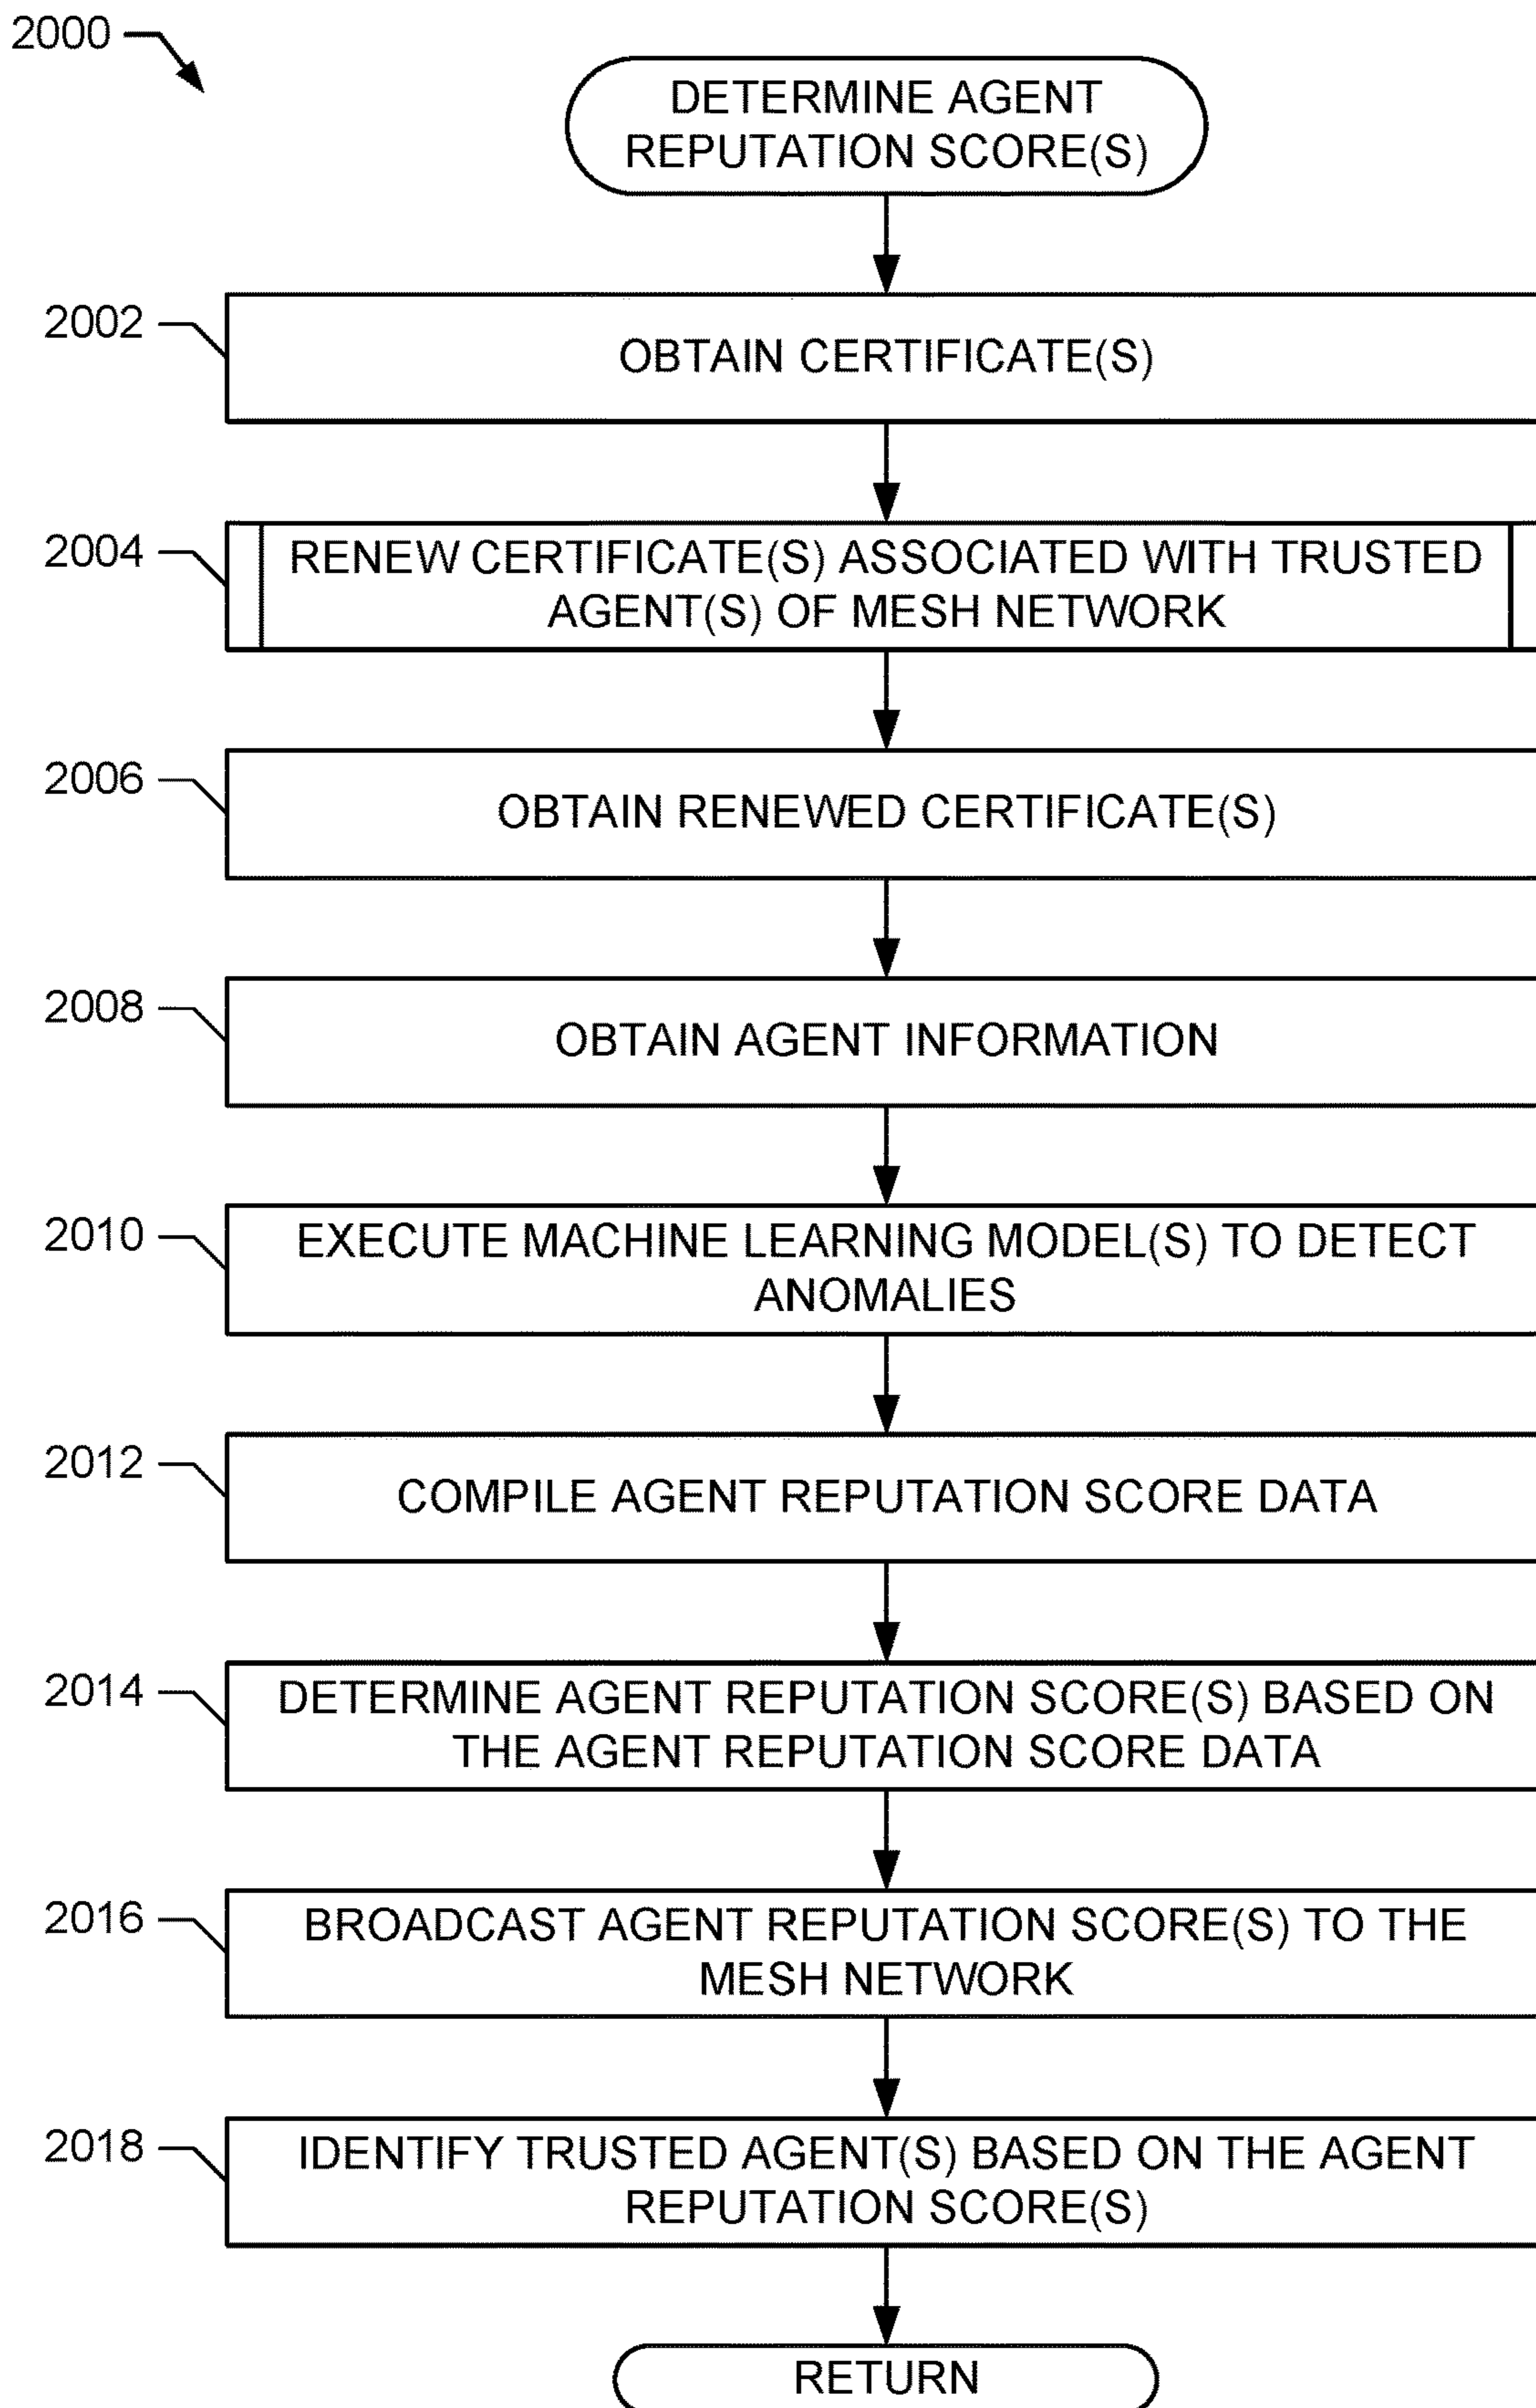 2000
DETERMINE AGENT
REPUTATION SCORE(S)
2002
OBTAIN CERTIFICATE(S)
2004
RENEW CERTIFICATE(S) ASSOCIATED WITH TRUSTED
AGENT(S) OF MESH NETWORK
2006
OBTAIN RENEWED CERTIFICATE(S)
2008
OBTAIN AGENT INFORMATION
2010
EXECUTE MACHINE LEARNING MODEL(S) TO DETECT
ANOMALIES
2012
COMPILE AGENT REPUTATION SCORE DATA
2014
DETERMINE AGENT REPUTATION SCORE(S) BASED ON
THE AGENT REPUTATION SCORE DATA
2016
BROADCAST AGENT REPUTATION SCORE(S) TO THE
MESH NETWORK
2018
IDENTIFY TRUSTED AGENT(S) BASED ON THE AGENT
REPUTATION SCORE(S)
RETURN